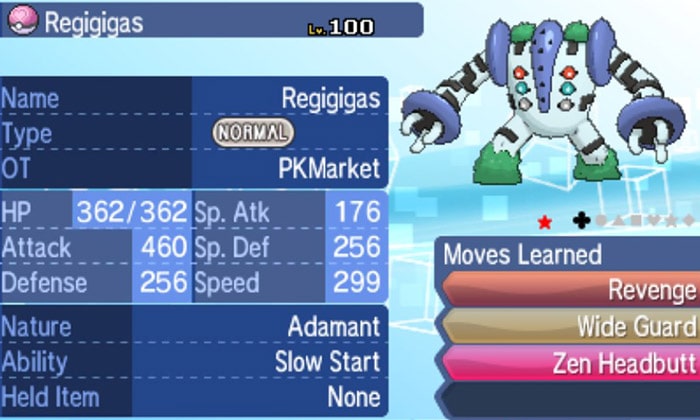 Regigigas Lv.100
Name Regigigas
Type NORMAL
OT PKMarket
HP 362/362 Sp. Atk 176
Attack 460 Sp. Def 256
Defense 256 Speed 299
Nature Adamant
Ability Slow Start
Held Item None
Moves Learned
Revenge
Wide Guard
Zen Headbutt